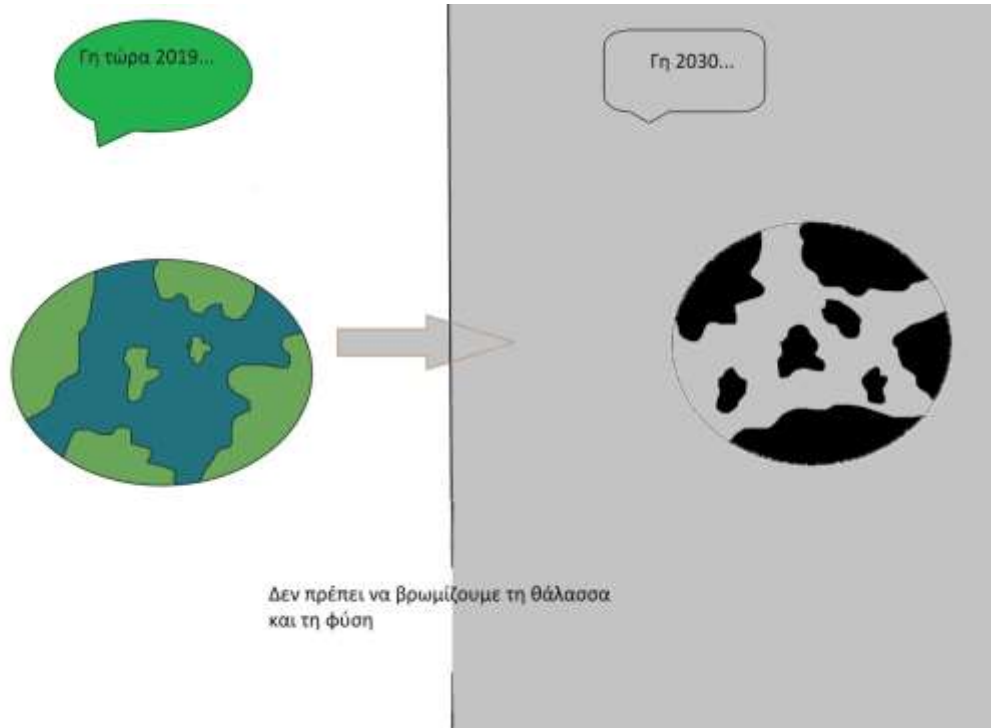 Γη τώρα 2019...
Γη 2030...
Δεν πρέπει να βρωμίζουμε τη θάλασσα
και τη φύση